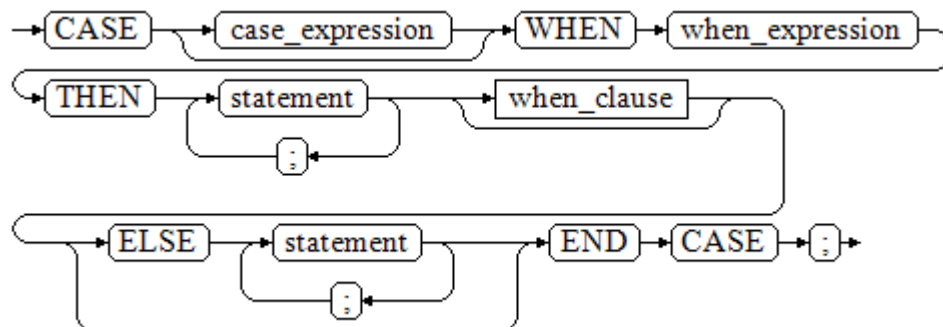 CASE case_expression WHEN when_expression
THEN statement when_clause
;
ELSE statement END CASE ;
;